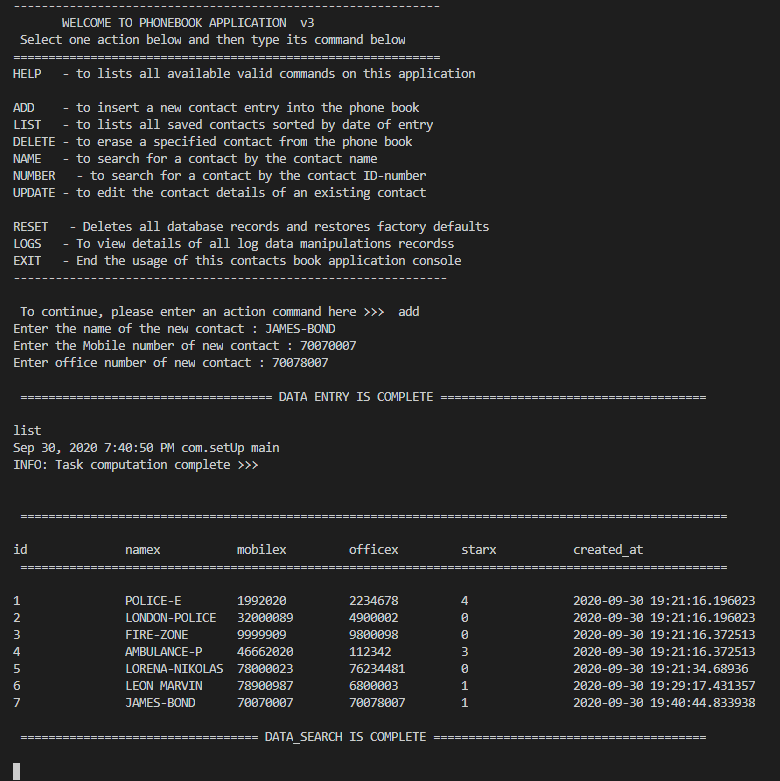 -------------------------------------------------------------
WELCOME TO PHONEBOOK APPLICATION  v3
Select one action below and then type its command below
=============================================================
HELP   - to lists all available valid commands on this application
ADD    - to insert a new contact entry into the phone book
LIST   - to lists all saved contacts sorted by date of entry
DELETE - to erase a specified contact from the phone book
NAME   - to search for a contact by the contact name
NUMBER   - to search for a contact by the contact ID-number
UPDATE - to edit the contact details of an existing contact
RESET   - Deletes all database records and restores factory defaults
LOGS   - To view details of all log data manipulations recordss
EXIT   - End the usage of this contacts book application console
--------------------------------------------------------------
To continue, please enter an action command here >>>  add
Enter the name of the new contact : JAMES-BOND
Enter the Mobile number of new contact : 70070007
Enter office number of new contact : 70078007
==================================== DATA ENTRY IS COMPLETE ======================================
list
Sep 30, 2020 7:40:50 PM com.setUp main
INFO: Task computation complete >>>
=====================================================================================================
id              namex           mobilex         officex         starx           created_at
=====================================================================================================
1               POLICE-E        1992020         2234678         4               2020-09-30 19:21:16.196023
2               LONDON-POLICE   32000089        4900002         0               2020-09-30 19:21:16.196023
3               FIRE-ZONE       9999909         9800098         0               2020-09-30 19:21:16.372513
4               AMBULANCE-P     46662020        112342          3               2020-09-30 19:21:16.372513
5               LORENA-NIKOLAS  78000023        76234481        0               2020-09-30 19:21:34.68936
6               LEON MARVIN     78900987        6800003         1               2020-09-30 19:29:17.431357
7               JAMES-BOND      70070007        70078007        1               2020-09-30 19:40:44.833938
================================== DATA_SEARCH IS COMPLETE =======================================